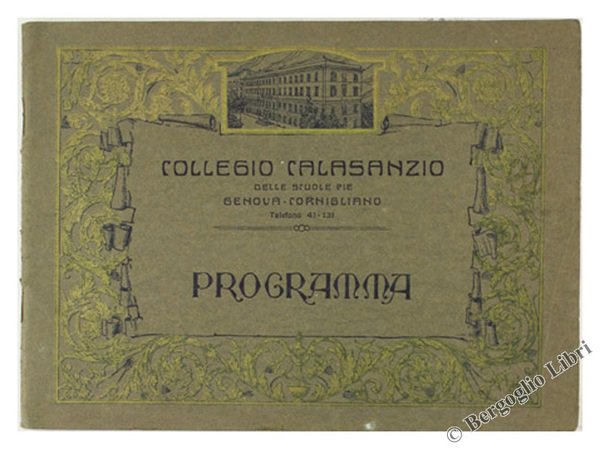 COLLEGIO CALASANZIO
DELLE SCUOLE PIE
GENOVA-CORNIGLIANO
Telefono 41-131
PROGRAMMA
© Bergoglio Libri